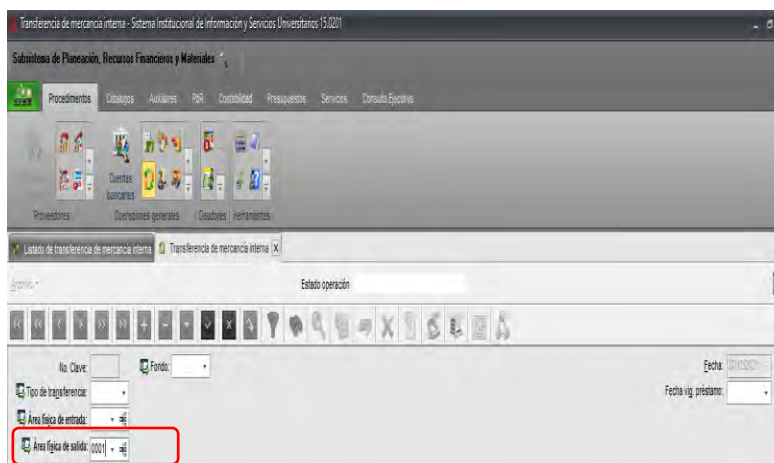 Transferencia de mercancía interna - Sistema Institucional de Información y Servicios Universitarios 15.0201
Subsistema de Planeación, Recursos Financieros y Materiales
Procedimientos Catalogos Auxiliares PbR Contabilidad Presupuestos Servicios Consulta Ejecutiva
Cuentas bancarias
Proveedores Operaciones generales Deudores Herramientas
Listado de transferencia de mercancía interna Transferencia de mercancía interna X
Archivo Estado operación
No. Clave: Fondo: Fecha:
Tipo de transferencia: Fecha vig. préstamo:
Área física de entrada:
Área física de salida: 0001